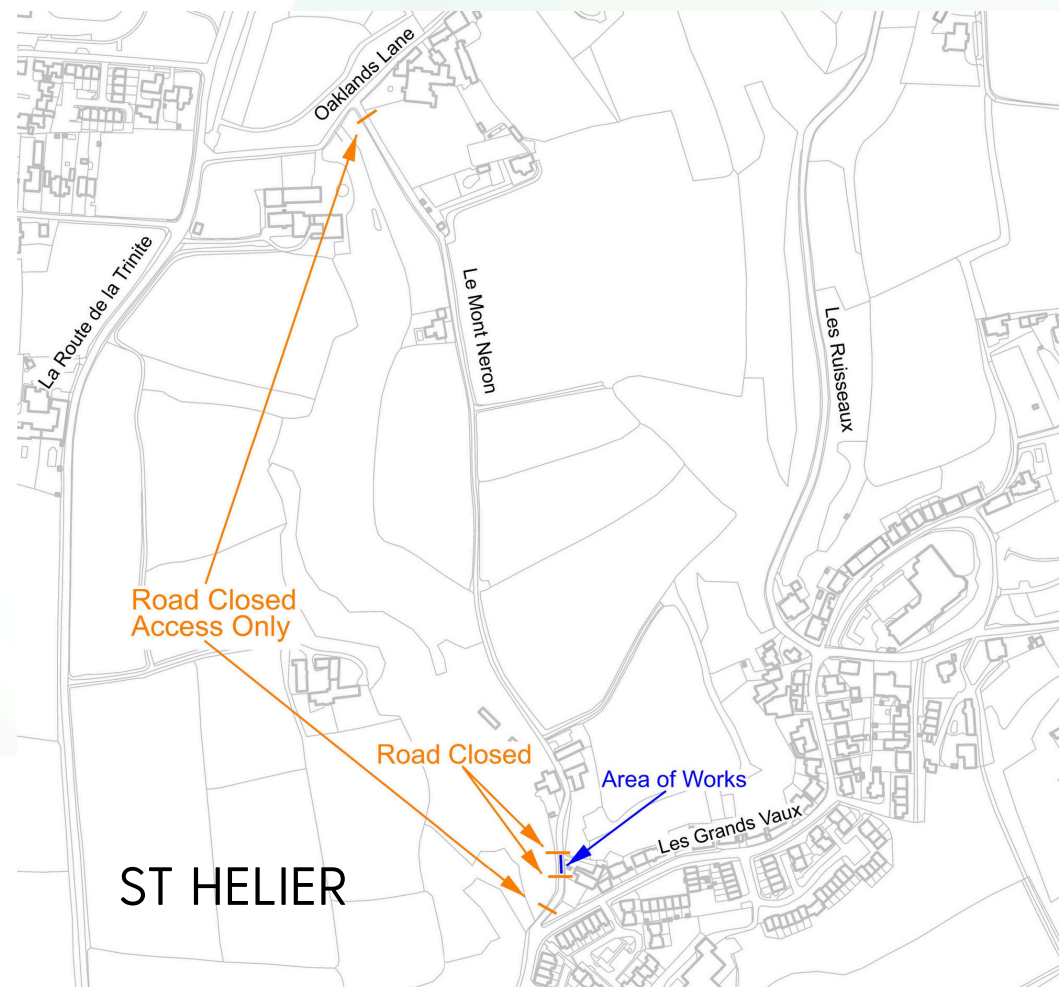 Oaklands Lane
La Route de la Trinite
Le Mont Neron
Les Ruisseaux
Road Closed
Access Only
Road Closed
Area of Works
Les Grands Vaux
ST HELIER